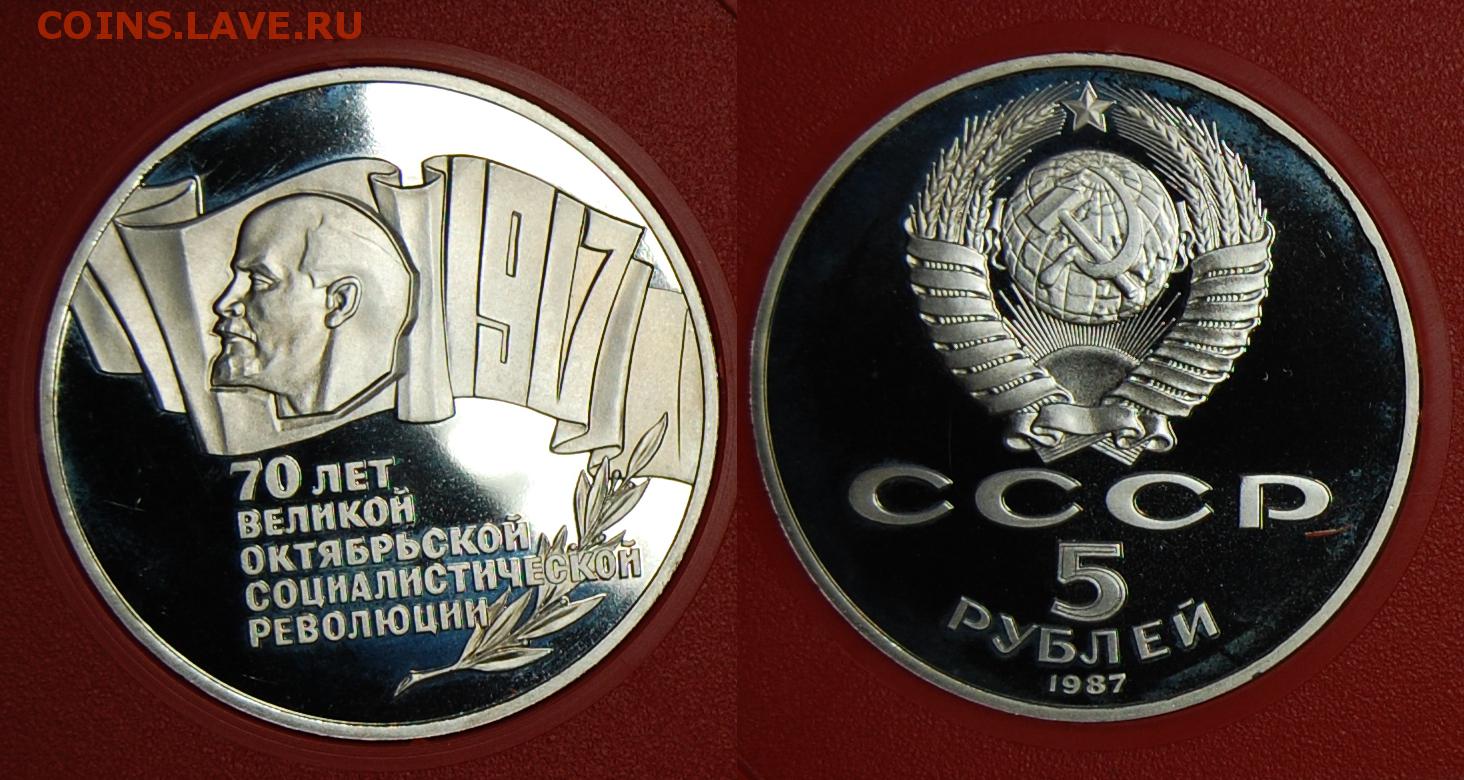 COINS.LAVE.RU
1917
70 ЛЕТ
ВЕЛИКОЙ
ОКТЯБРЬСКОЙ
СОЦИАЛИСТИЧЕСКОЙ
РЕВОЛЮЦИИ
СССР
5
РУБЛЕЙ
1987